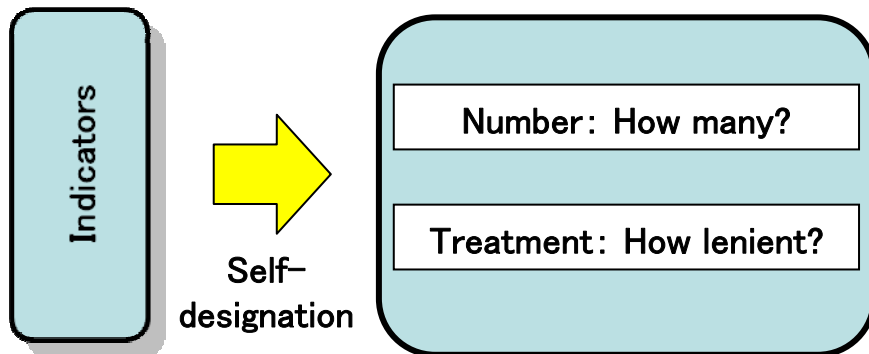 Indicators
Self-
designation
Number: How many?
Treatment: How lenient?